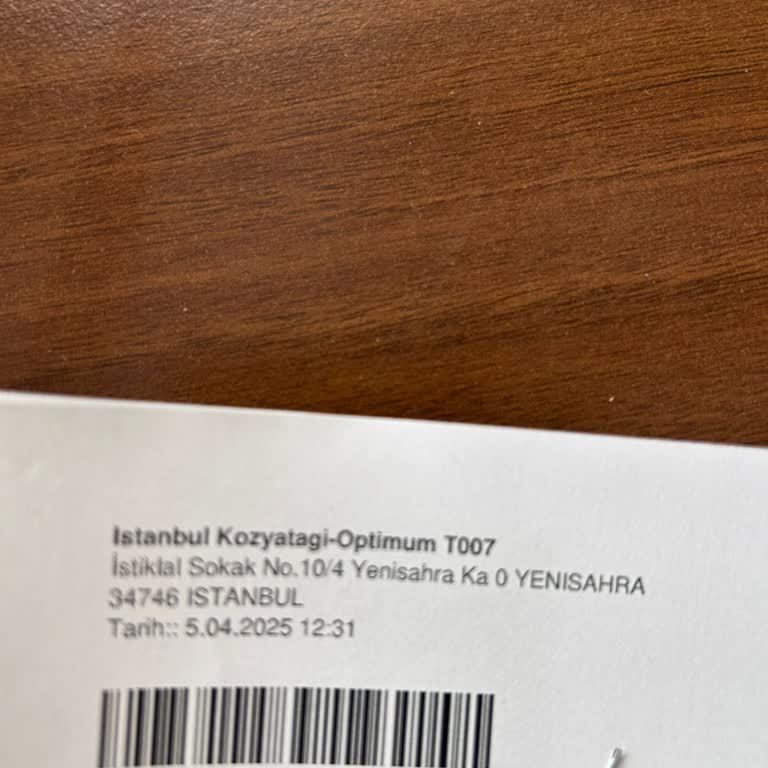 Istanbul Kozyatagi-Optimum T007
İstiklal Sokak No.10/4 Yenisahra Ka 0 YENISAHRA
34746 ISTANBUL
Tarih:: 5.04.2025 12:31